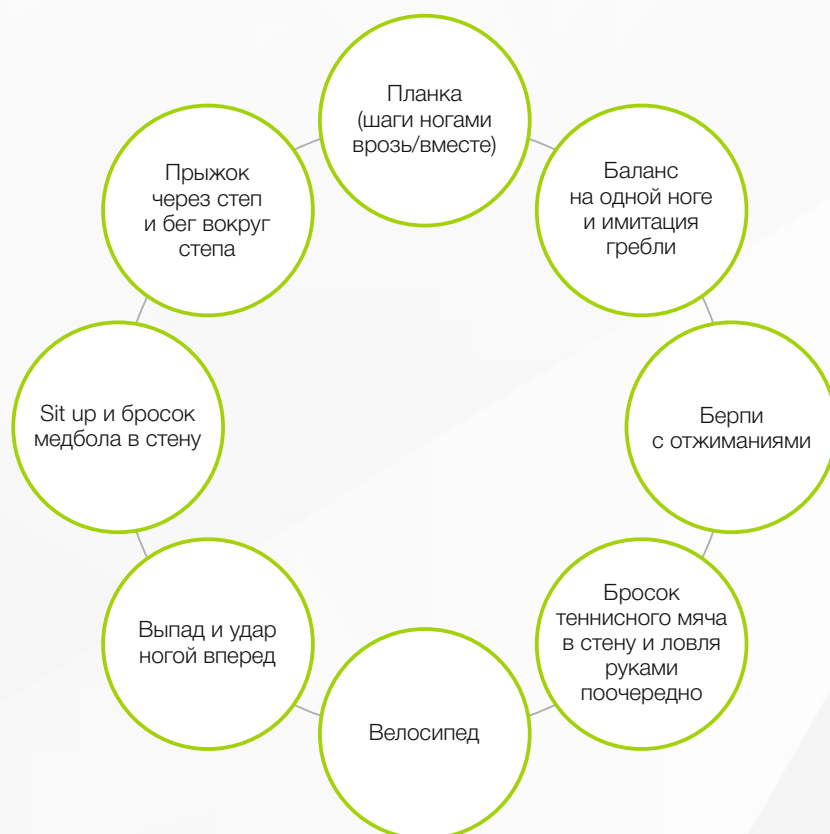 Планка
(шаги ногами
врозь/вместе)
Баланс
на одной ноге
и имитация
гребли
Берпи
с отжиманиями
Бросок
теннисного мяча
в стену и ловля
руками
поочередно
Велосипед
Выпад и удар
ногой вперед
Sit up и бросок
медбола в стену
Прыжок
через степ
и бег вокруг
степа